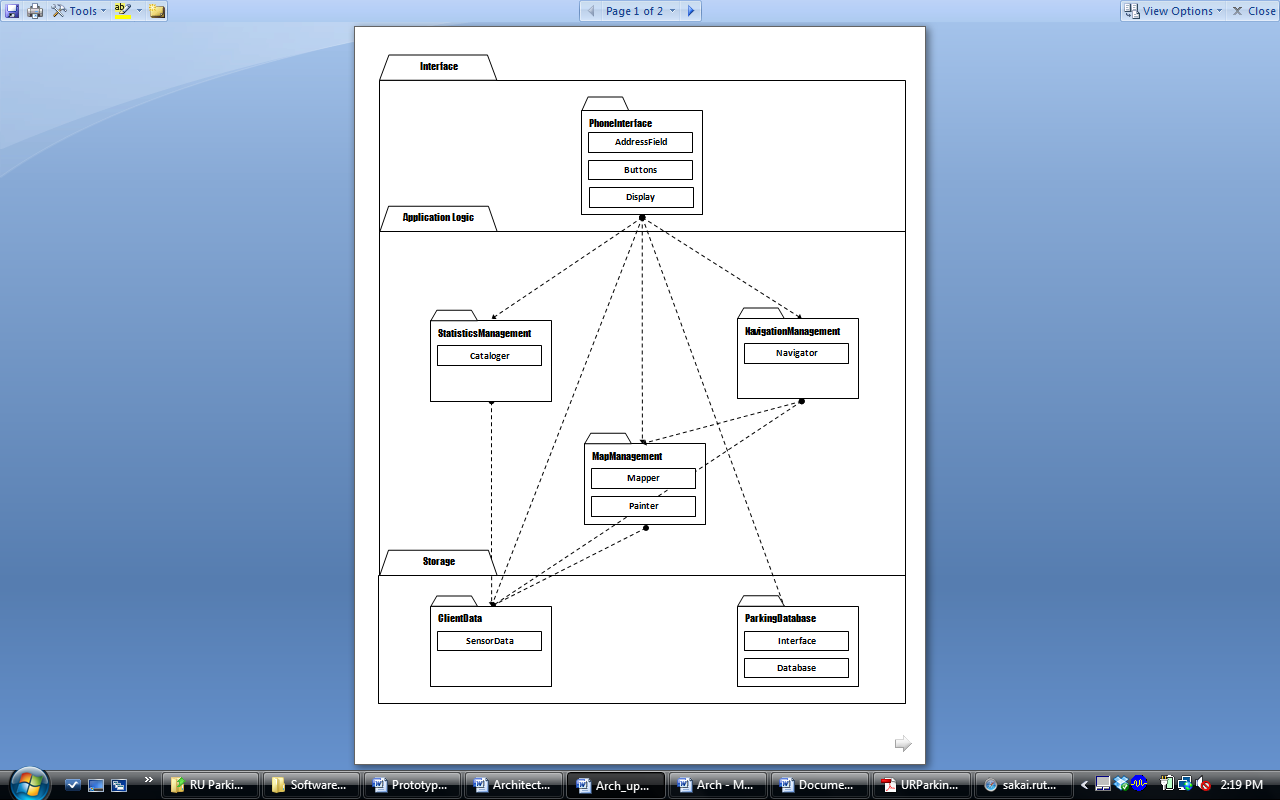 Tools
ab
Page 1 of 2
View Options
Close
Interface
PhoneInterface
AddressField
Buttons
Display
Application Logic
StatisticsManagement
Cataloger
NavigationManagement
Navigator
MapManagement
Mapper
Painter
Storage
ClientData
SensorData
ParkingDatabase
Interface
Database
»
RU Parki...
Software...
Prototyp...
Architect...
Arch_up...
Arch - M...
Docume...
URParkin...
sakai.rut...
<
2:19 PM